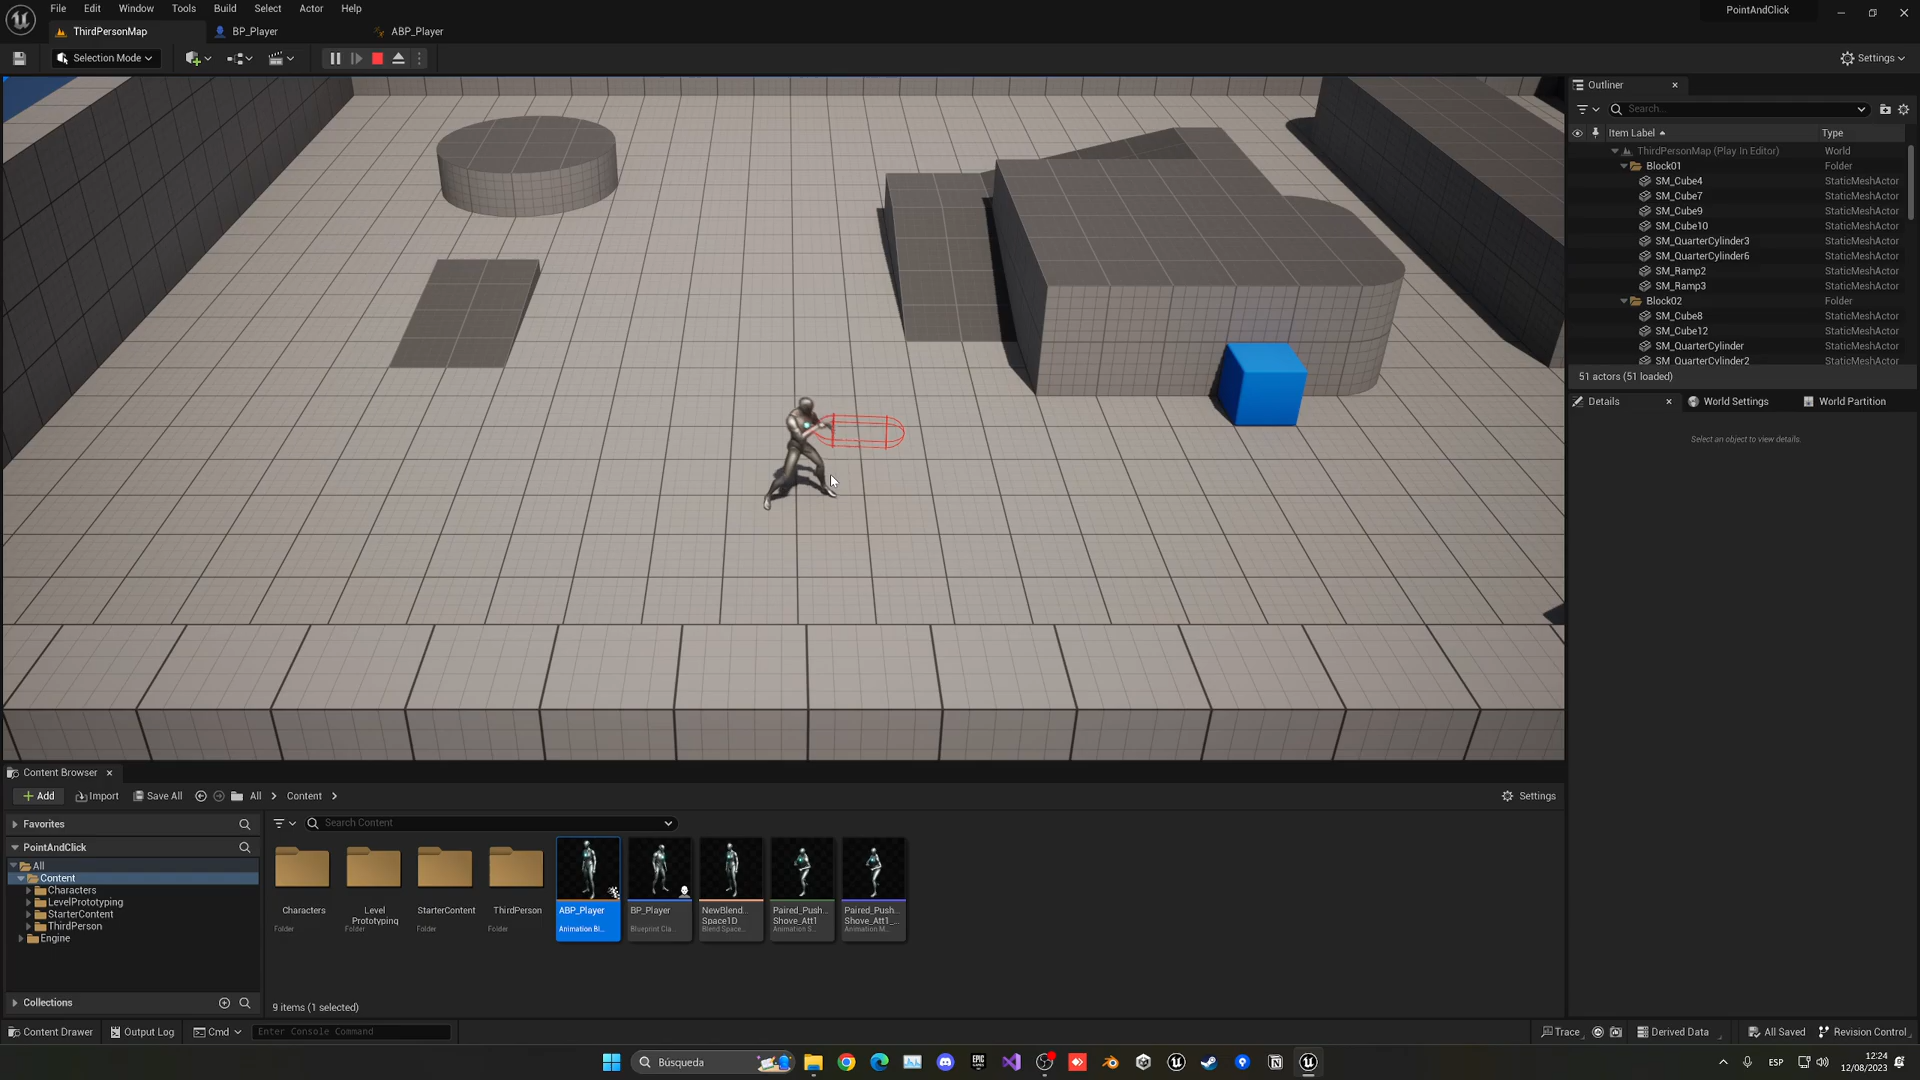 File Edit Window Tools Build Select Actor Help
PointAndClick
ThirdPersonMap BP_Player ABP_Player
Selection Mode
Settings
Outliner
Search...
Item Label Type
ThirdPersonMap (Play In Editor) World
Block01 Folder
SM_Cube4 StaticMeshActor
SM_Cube7 StaticMeshActor
SM_Cube9 StaticMeshActor
SM_Cube10 StaticMeshActor
SM_QuarterCylinder3 StaticMeshActor
SM_QuarterCylinder6 StaticMeshActor
SM_Ramp2 StaticMeshActor
SM_Ramp3 StaticMeshActor
Block02 Folder
SM_Cube8 StaticMeshActor
SM_Cube12 StaticMeshActor
SM_QuarterCylinder StaticMeshActor
SM_QuarterCylinder2 StaticMeshActor
51 actors (51 loaded)
Details World Settings World Partition
Select an object to view details.
Content Browser
Add Import Save All All Content
Settings
Favorites
Search Content
PointAndClick
All
Content
Characters
LevelPrototyping
StarterContent
ThirdPerson
Engine
Collections
Characters
Folder
Level
Prototyping
Folder
StarterContent
Folder
ThirdPerson
Folder
ABP_Player
Animation Bl...
BP_Player
Blueprint Cla...
NewBlend...
Space1D
Blend Space...
Paired_Push...
Shove_Att1
Animation S...
Paired_Push...
Shove_Att1_...
Animation M...
9 items (1 selected)
Content Drawer Output Log Cmd Enter Console Command
Trace Derived Data All Saved Revision Control
Búsqueda
EPIC
GAMES
ESP
12:24
12/08/2023